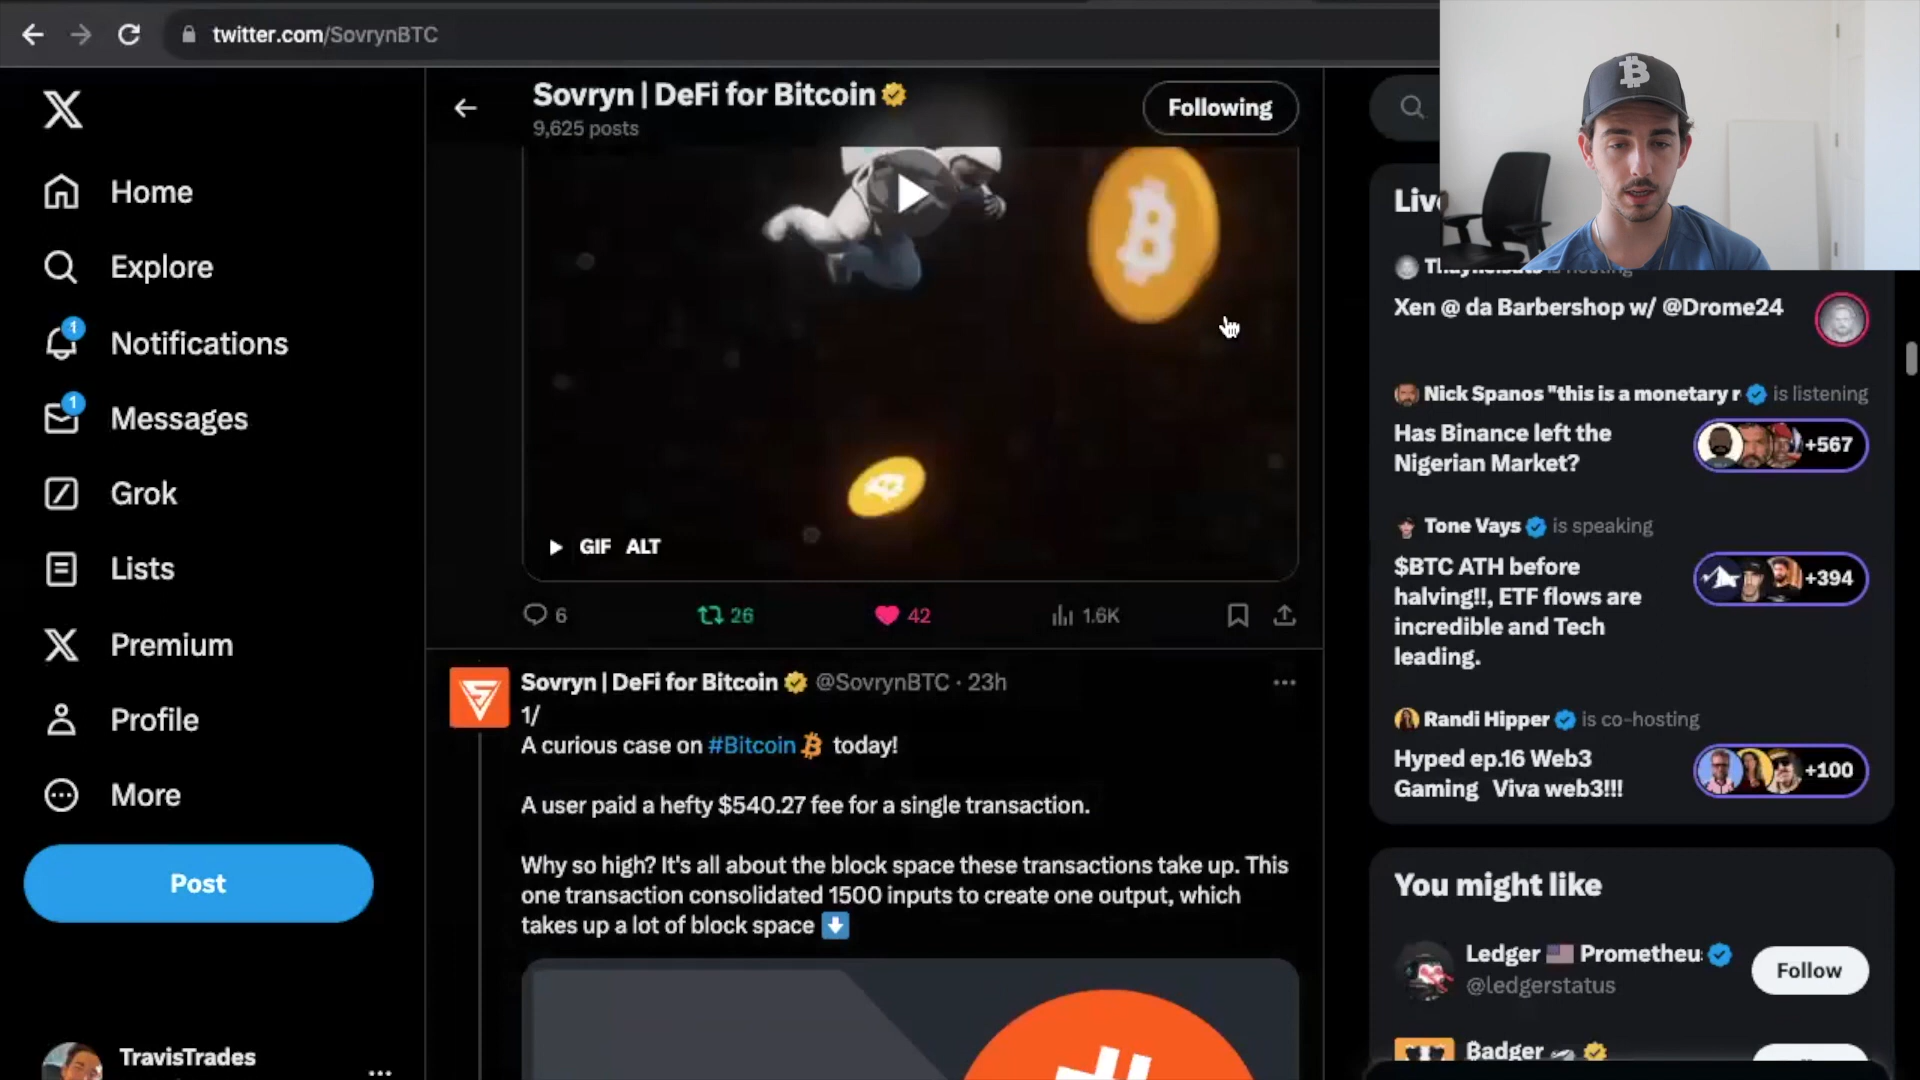 twitter.com/SovrynBTC
Home
Explore
1
Notifications
1
Messages
Grok
Lists
Premium
Profile
More
Post
TravisTrades
Sovryn | DeFi for Bitcoin
9,625 posts
Following
GIF ALT
6
26
42
1.6K
Sovryn | DeFi for Bitcoin @SovrynBTC · 23h
1/
A curious case on #Bitcoin today!
A user paid a hefty $540.27 fee for a single transaction.
Why so high? It's all about the block space these transactions take up. This
one transaction consolidated 1500 inputs to create one output, which
takes up a lot of block space
Xen @ da Barbershop w/ @Drome24
Nick Spanos "this is a monetary r is listening
Has Binance left the
Nigerian Market?
+567
Tone Vays is speaking
$BTC ATH before
halving!!, ETF flows are
incredible and Tech
leading.
+394
Randi Hipper is co-hosting
Hyped ep.16 Web3
Gaming Viva web3!!!
+100
You might like
Ledger Prometheu
@ledgerstatus
Follow
Badger